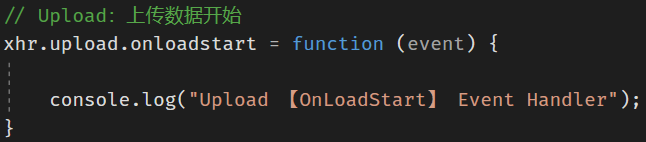 // Upload: 上传数据开始
xhr.upload.onloadstart = function (event) {
    console.log("Upload 【OnLoadStart】 Event Handler");
}